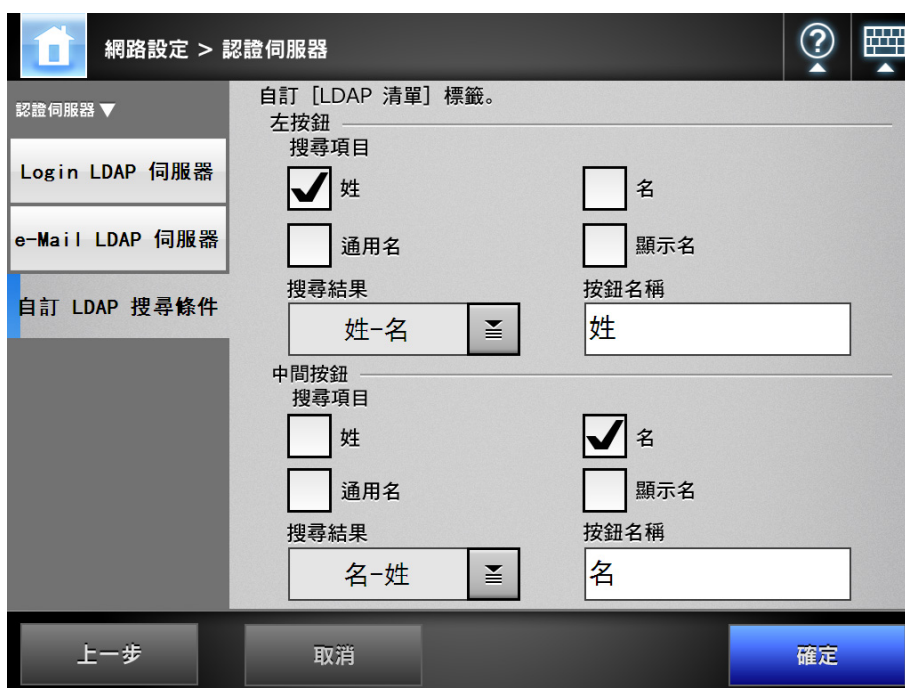 網路設定 > 認證伺服器
認證伺服器▼
Login LDAP 伺服器
e-Mail LDAP 伺服器
自訂 LDAP 搜尋條件
自訂 [LDAP 清單] 標籤。
左按鈕
搜尋項目
姓 名
通用名 顯示名
搜尋結果 按鈕名稱
姓-名 姓
中間按鈕
搜尋項目
姓 名
通用名 顯示名
搜尋結果 按鈕名稱
名-姓 名
上一步 取消 確定